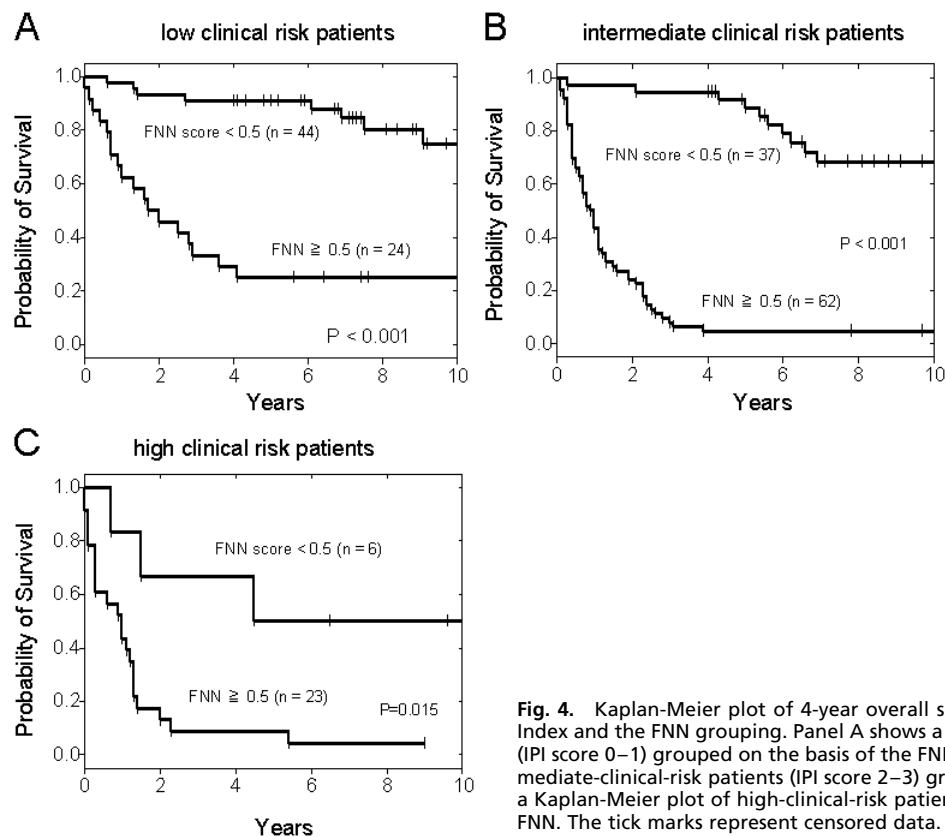 A
low clinical risk patients
Probability of Survival
1.0
0.8
0.6
0.4
0.2
0.0
FNN score < 0.5 (n = 44)
FNN ≧ 0.5 (n = 24)
P < 0.001
0 2 4 6 8 10
Years
B
intermediate clinical risk patients
Probability of Survival
1.0
0.8
0.6
0.4
0.2
0.0
FNN score < 0.5 (n = 37)
P < 0.001
FNN ≧ 0.5 (n = 62)
0 2 4 6 8 10
Years
C
high clinical risk patients
Probability of Survival
1.0
0.8
0.6
0.4
0.2
0.0
FNN score <0.5 (n = 6)
FNN ≧ 0.5 (n = 23)
P=0.015
0 2 4 6 8 10
Years
Fig. 4. Kaplan-Meier plot of 4-year overall s
Index and the FNN grouping. Panel A shows a
(IPI score 0–1) grouped on the basis of the FNI
mediate-clinical-risk patients (IPI score 2–3) gr
a Kaplan-Meier plot of high-clinical-risk patien
FNN. The tick marks represent censored data.